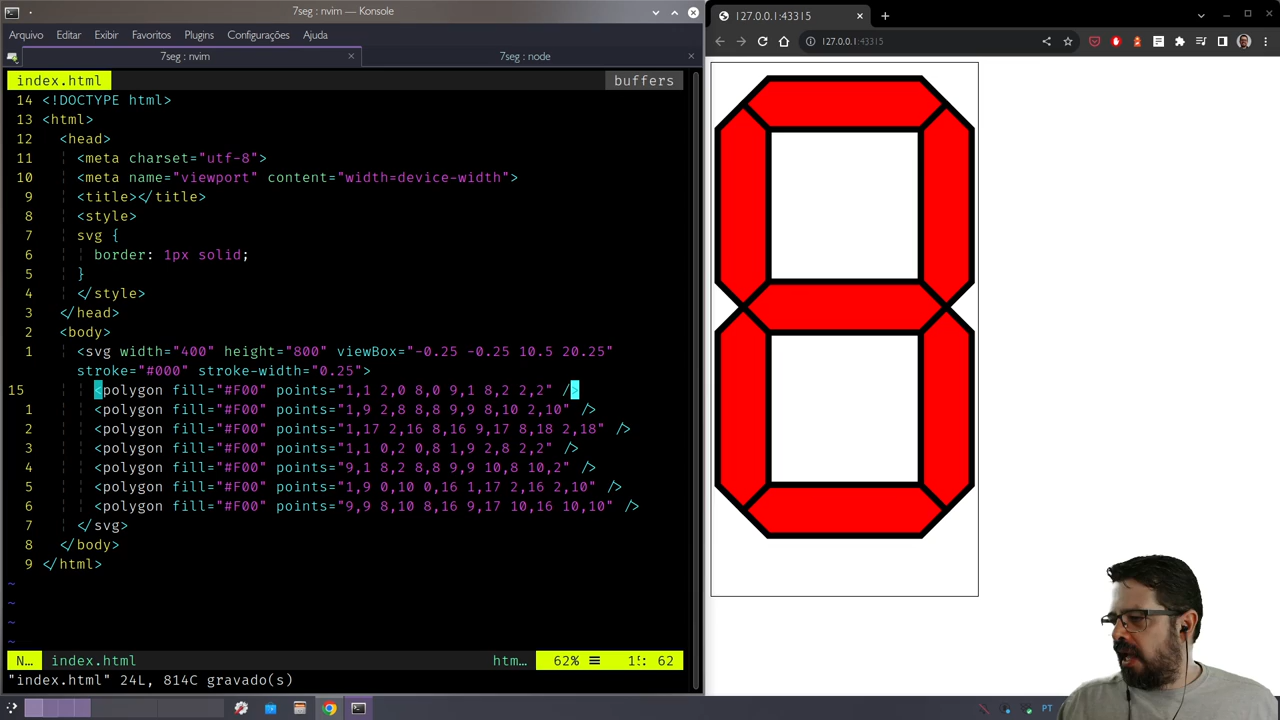 7seg : nvim — Konsole
Arquivo Editar Exibir Favoritos Plugins Configurações Ajuda
7seg : nvim
7seg : node
index.html
buffers
14 <!DOCTYPE html>
13 <html>
12 <head>
11 <meta charset="utf-8">
10 <meta name="viewport" content="width=device-width">
9 <title></title>
8 <style>
7 svg {
6 border: 1px solid;
5 }
4 </style>
3 </head>
2 <body>
1 <svg width="400" height="800" viewBox="-0.25 -0.25 10.5 20.25"
stroke="#000" stroke-width="0.25">
15 <polygon fill="#F00" points="1,1 2,0 8,0 9,1 8,2 2,2" />
1 <polygon fill="#F00" points="1,9 2,8 8,8 9,9 8,10 2,10" />
2 <polygon fill="#F00" points="1,17 2,16 8,16 9,17 8,18 2,18" />
3 <polygon fill="#F00" points="1,1 0,2 0,8 1,9 2,8 2,2" />
4 <polygon fill="#F00" points="9,1 8,2 8,8 9,9 10,8 10,2" />
5 <polygon fill="#F00" points="1,9 0,10 0,16 1,17 2,16 2,10" />
6 <polygon fill="#F00" points="9,9 8,10 8,16 9,17 10,16 10,10" />
7 </svg>
8 </body>
9 </html>
~
~
~
~
N… index.html htm… 62% 15: 62
"index.html" 24L, 814C gravado(s)
127.0.0.1:43315
127.0.0.1:43315
PT